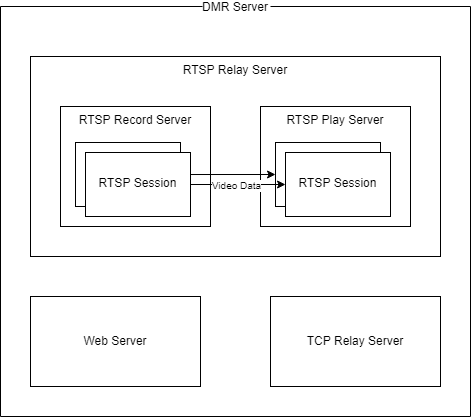 DMR Server
RTSP Relay Server
RTSP Record Server
RTSP Play Server
RTSP Session
Video Data
RTSP Session
Web Server
TCP Relay Server